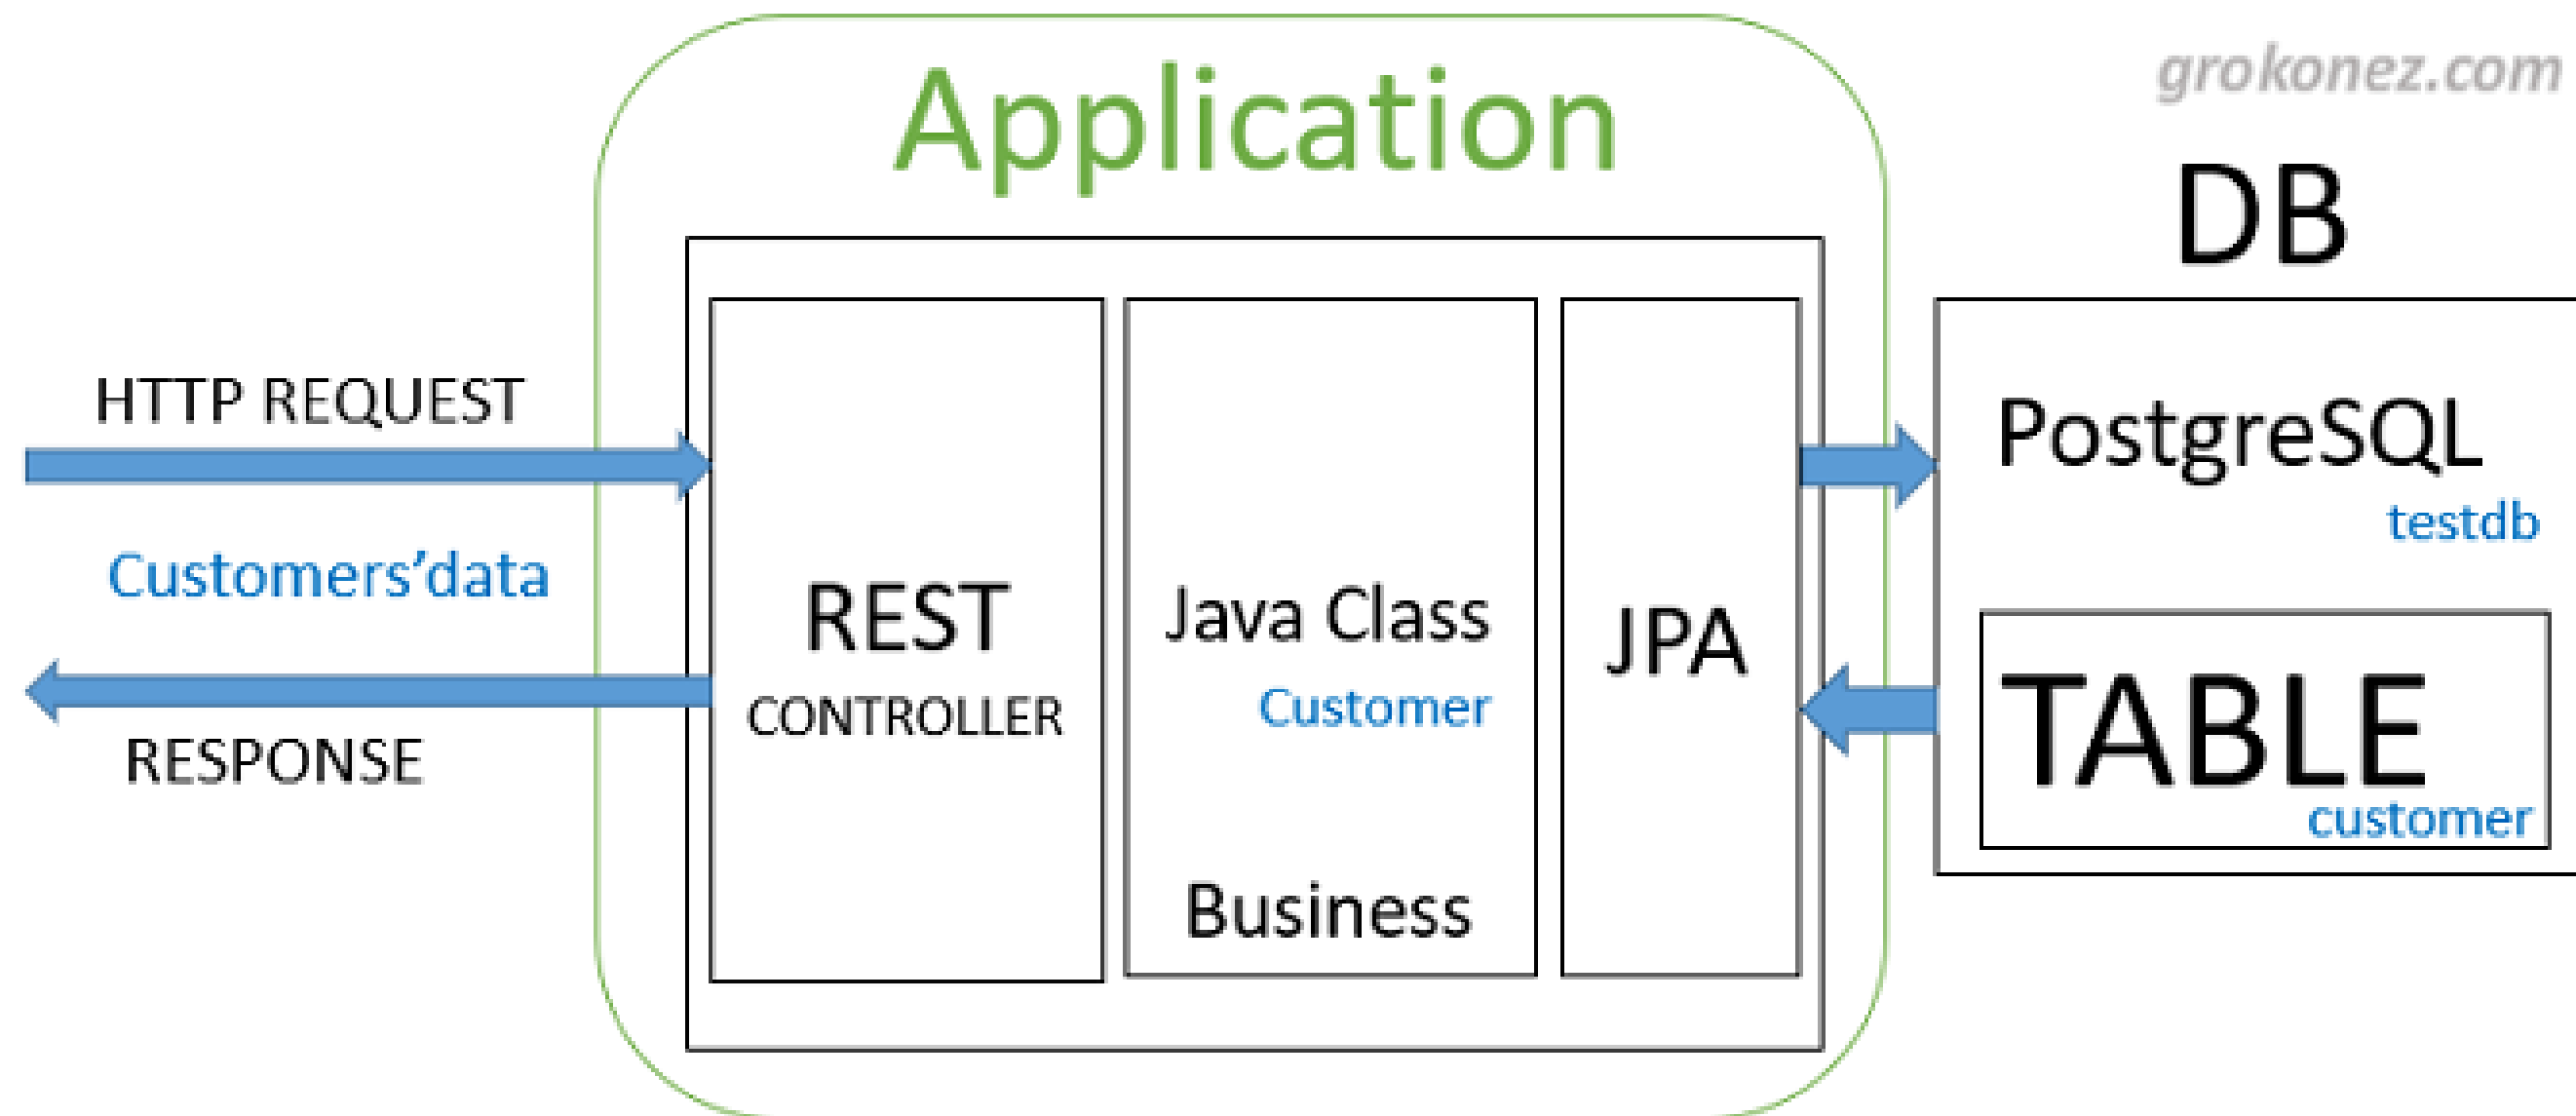 Application
grokonez.com
DB
HTTP REQUEST
Customers'data
RESPONSE
REST
CONTROLLER
Java Class
Customer
Business
JPA
PostgreSQL
testdb
TABLE
customer